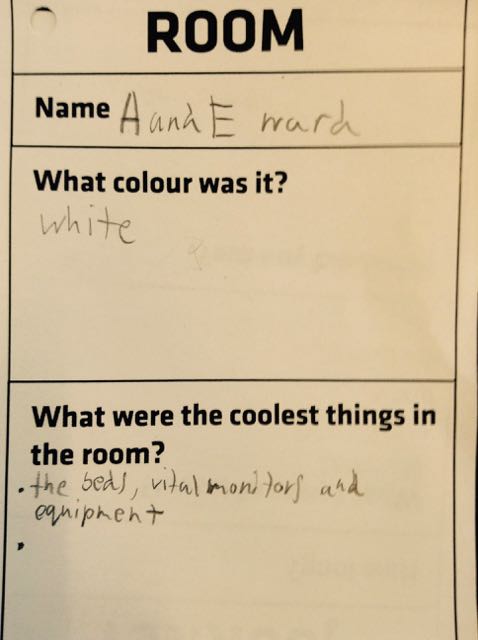 ROOM
Name A and E ward
What colour was it?
white
What were the coolest things in
the room?
• the beds, vital monitors and
equipment
•